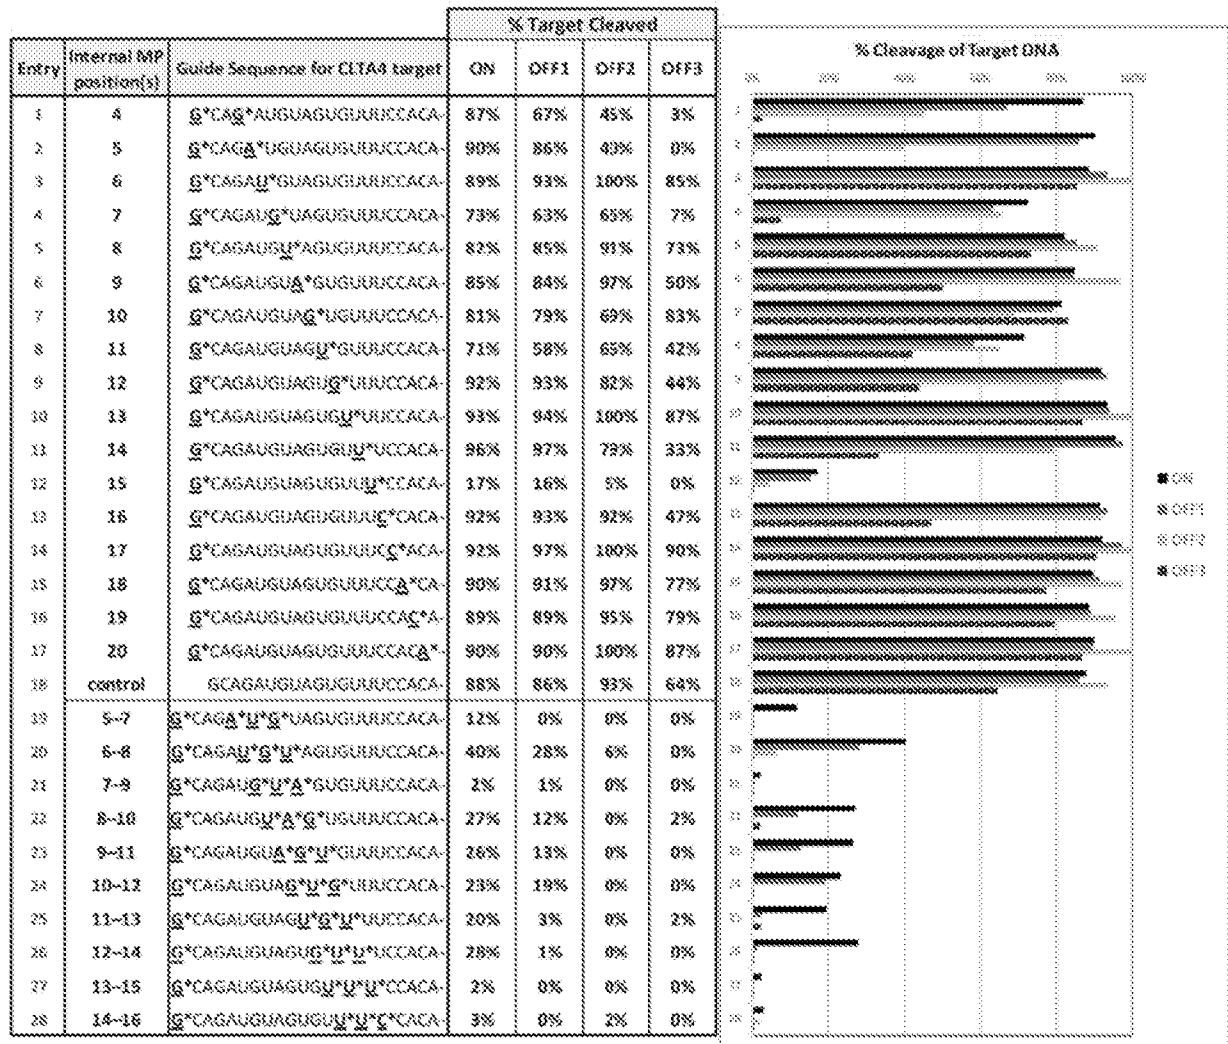 % Target Cleaved
Entry Internal MP position(s) Guide Sequence for CLTA4 target ON OFF1 OFF2 OFF3
1 4 G*CAG*AUGUAGUGUUUCCACA- 87% 67% 45% 3%
2 5 G*CAGA*UGUAGUGUUUCCACA- 90% 86% 0%
3 6 G*CAGAU*GUAGUGUUUCCACA- 89% 93% 100% 85%
4 7 G*CAGAUG*UAGUGUUUCCACA- 73% 63% 65% 7%
5 8 G*CAGAUGU*AGUGUUUCCACA- 82% 85% 91% 73%
6 9 G*CAGAUGUA*GUGUUUCCACA- 85% 84% 97% 50%
7 10 G*CAGAUGUAG*UGUUUCCACA- 81% 79% 69% 83%
8 11 G*CAGAUGUAGU*GUUUCCACA- 71% 58% 65% 42%
9 12 G*CAGAUGUAGUG*UUUCCACA- 92% 93% 82% 44%
10 13 G*CAGAUGUAGUGU*UUCCACA- 93% 94% 100% 87%
11 14 G*CAGAUGUAGUGUU*UCCACA- 96% 97% 79% 33%
12 15 G*CAGAUGUAGUGUUU*CCACA- 17% 16% 5% 0%
13 16 G*CAGAUGUAGUGUUUC*CACA- 92% 93% 92% 47%
14 17 G*CAGAUGUAGUGUUUCC*ACA- 92% 97% 100% 90%
15 18 G*CAGAUGUAGUGUUUCCA*CA- 90% 91% 97% 77%
16 19 G*CAGAUGUAGUGUUUCCAC*A- 89% 89% 95% 79%
17 20 G*CAGAUGUAGUGUUUCCACA*- 90% 90% 100% 87%
18 control GCAGAUGUAGUGUUUCCACA- 88% 86% 93% 64%
19 5-7 G*CAGA*U*G*UAGUGUUUCCACA- 12% 0% 0% 0%
20 6-8 G*CAGAU*G*U*AGUGUUUCCACA- 40% 28% 6% 0%
21 7-9 G*CAGAUG*U*A*GUGUUUCCACA- 2% 1% 0% 0%
22 8-10 G*CAGAUGU*A*G*UGUUUCCACA- 27% 12% 0% 2%
23 9-11 G*CAGAUGUA*G*U*GUUUCCACA- 26% 13% 0% 0%
24 10-12 G*CAGAUGUAG*U*G*UUUCCACA- 23% 19% 0% 0%
25 11-13 G*CAGAUGUAGU*G*U*UUCCACA- 20% 3% 0% 2%
26 12-14 G*CAGAUGUAGUG*U*U*UCCACA- 28% 1% 0% 0%
27 13-15 G*CAGAUGUAGUGU*U*U*CCACA- 2% 0% 0% 0%
28 14-16 G*CAGAUGUAGUGUU*U*C*CACA- 3% 0% 2% 0%
% Cleavage of Target DNA
0% 20% 40% 60% 80% 100%
ON
OFF1
OFF2
OFF3